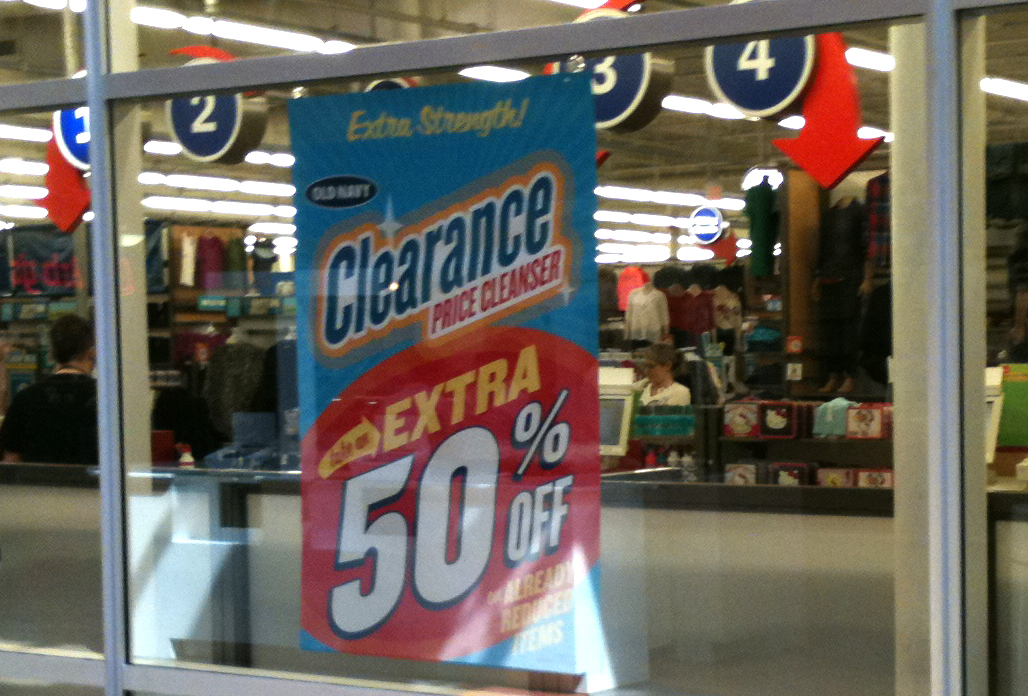 1
2
3
4
Extra Strength!
OLD NAVY
Clearance
PRICE CLEANSER
EXTRA
50% OFF
ALREADY
REDUCED
ITEMS